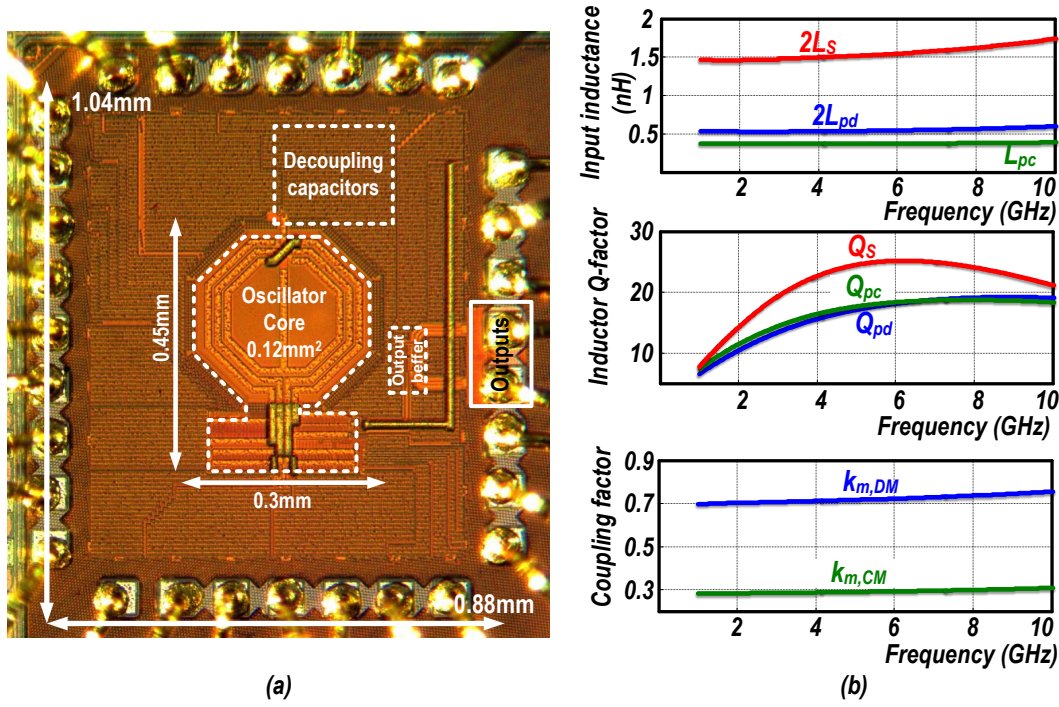 1.04mm
Decoupling
capacitors
0.45mm
Oscillator
Core
0.12mm²
Output
beffer
Outputs
0.3mm
0.88mm
(a)
Input inductance
(nH)
2
1.5
1
0.5
2L_S
2L_pd
L_pc
2 4 6 8 10
Frequency (GHz)
Inductor Q-factor
30
20
10
Q_S
Q_pc
Q_pd
2 4 6 8 10
Frequency (GHz)
Coupling factor
0.9
0.7
0.5
0.3
k_m,DM
k_m,CM
2 4 6 8 10
Frequency (GHz)
(b)